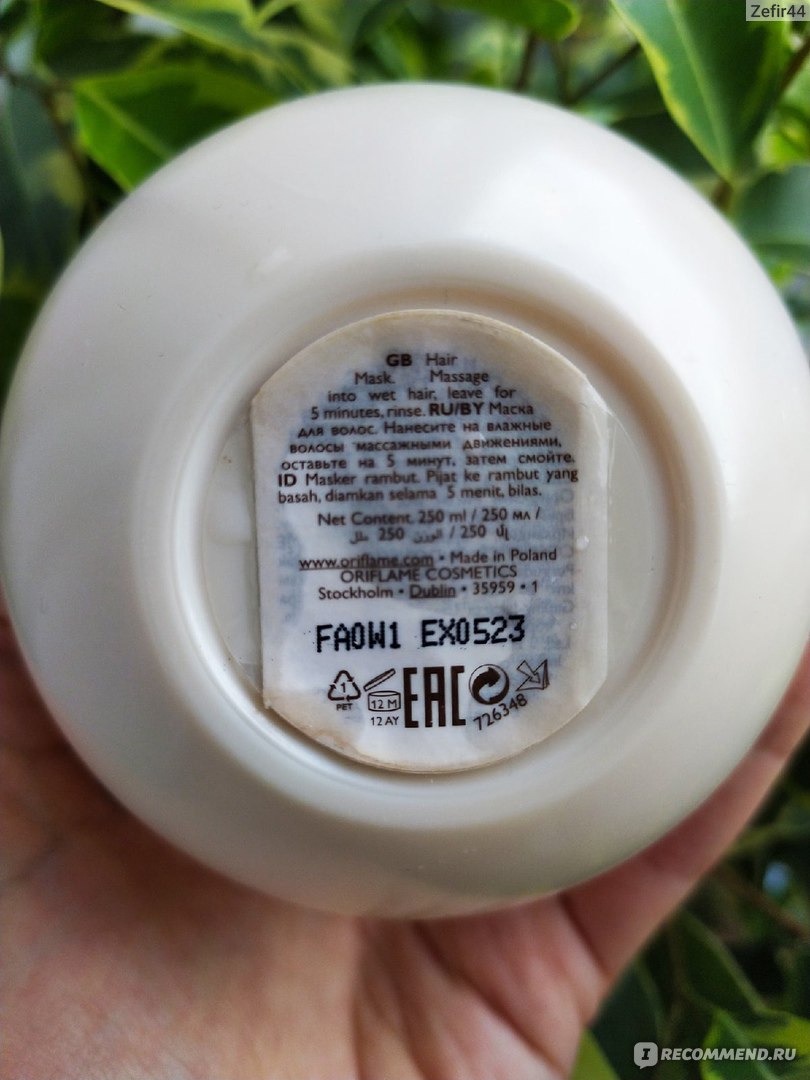 Zefir44
GB Hair
Mask. Massage
into wet hair, leave for
5 minutes, rinse. RU/BY Маска
для волос. Нанесите на влажные
волосы массажными движениями,
оставьте на 5 минут, затем смойте.
ID Masker rambut. Pijat ke rambut yang
basah, diamkan selama 5 menit, bilas.
Net Content 250 ml / 250 мл /
250 الوزن / 250 مل
www.oriflame.com • Made in Poland
ORIFLAME COSMETICS
Stockholm • Dublin • 35959 • 1
FAOW1 EX0523
1
PET
12 M
12 AY
EAC
726348
IRECOMMEND.RU